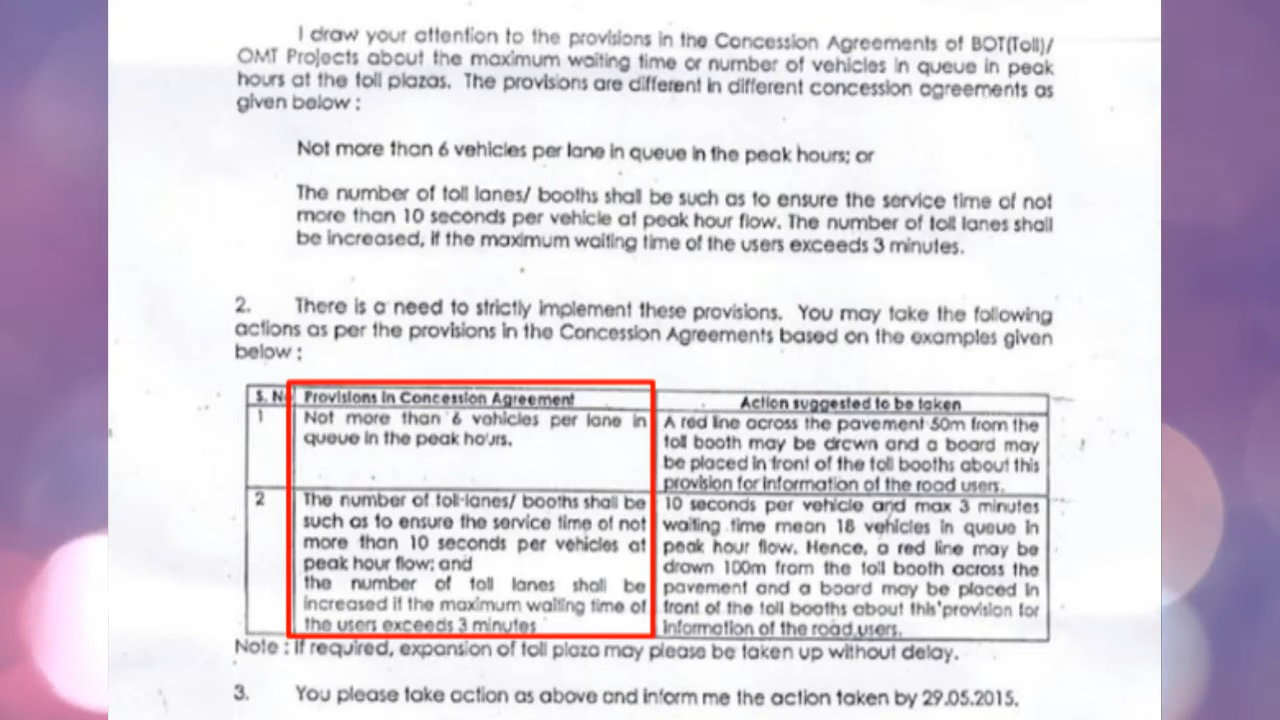 I draw your attention to the provisions in the Concession Agreements of BOT(Toll)/
OMT Projects about the maximum waiting time or number of vehicles in queue in peak
hours at the toll plazas. The provisions are different in different concession agreements as
given below :
Not more than 6 vehicles per lane in queue in the peak hours; or
The number of toll lanes/ booths shall be such as to ensure the service time of not
more than 10 seconds per vehicle at peak hour flow. The number of toll lanes shall
be increased, if the maximum waiting time of the users exceeds 3 minutes.
2. There is a need to strictly implement these provisions. You may take the following
actions as per the provisions in the Concession Agreements based on the examples given
below :
S. No Provisions in Concession Agreement Action suggested to be taken
1 Not more than 6 vehicles per lane in
queue in the peak hours.
A red line across the pavement 50m from the
toll booth may be drawn and a board may
be placed in front of the toll booths about this
provision for information of the road users.
2 The number of toll lanes/ booths shall be
such as to ensure the service time of not
more than 10 seconds per vehicles at
peak hour flow; and
the number of toll lanes shall be
increased if the maximum waiting time of
the users exceeds 3 minutes
10 seconds per vehicle and max 3 minutes
waiting time mean 18 vehicles in queue in
peak hour flow. Hence, a red line may be
drawn 100m from the toll booth across the
pavement and a board may be placed in
front of the toll booths about this provision for
information of the road users.
Note : If required, expansion of toll plaza may please be taken up without delay.
3. You please take action as above and inform me the action taken by 29.05.2015.